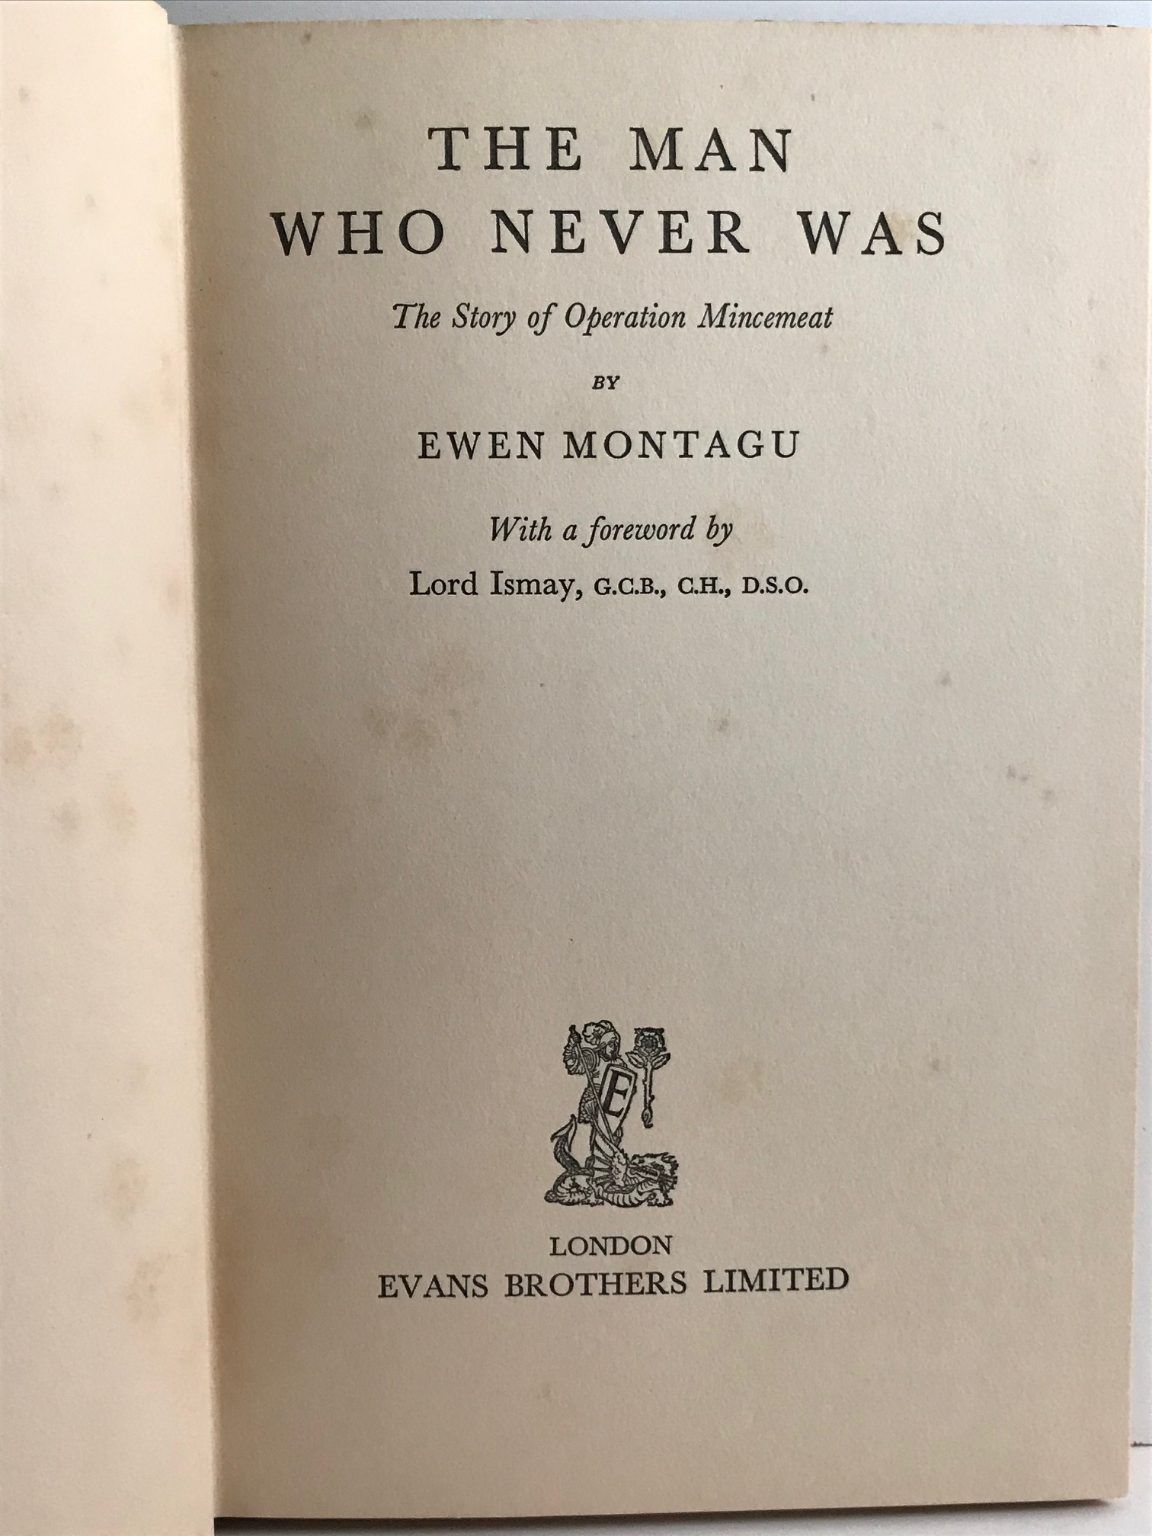 THE MAN
WHO NEVER WAS
The Story of Operation Mincemeat
BY
EWEN MONTAGU
With a foreword by
Lord Ismay, G.C.B., C.H., D.S.O.
E
LONDON
EVANS BROTHERS LIMITED